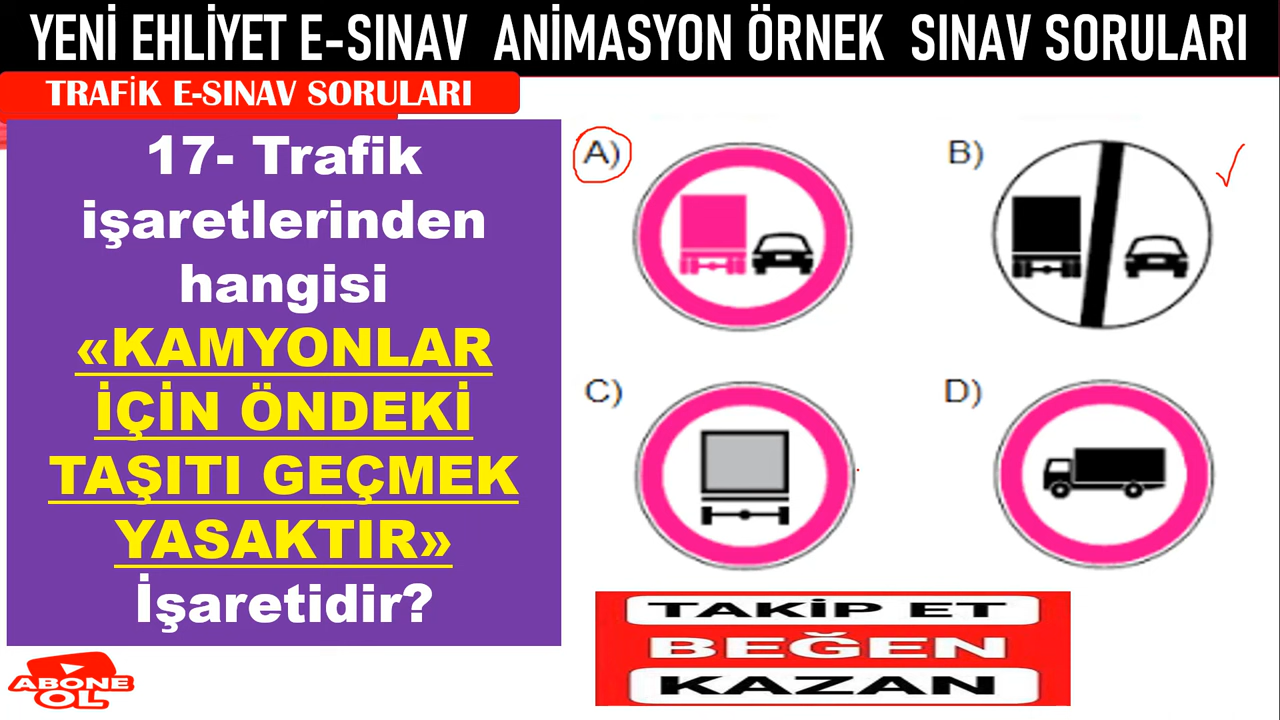 YENİ EHLİYET E-SINAV ANİMASYON ÖRNEK SINAV SORULARI
TRAFİK E-SINAV SORULARI
17- Trafik
işaretlerinden
hangisi
«KAMYONLAR
İÇİN ÖNDEKİ
TAŞITI GEÇMEK
YASAKTIR»
İşaretidir?
A)
B)
C)
D)
TAKİP ET
BEĞEN
KAZAN
ABONE
OL